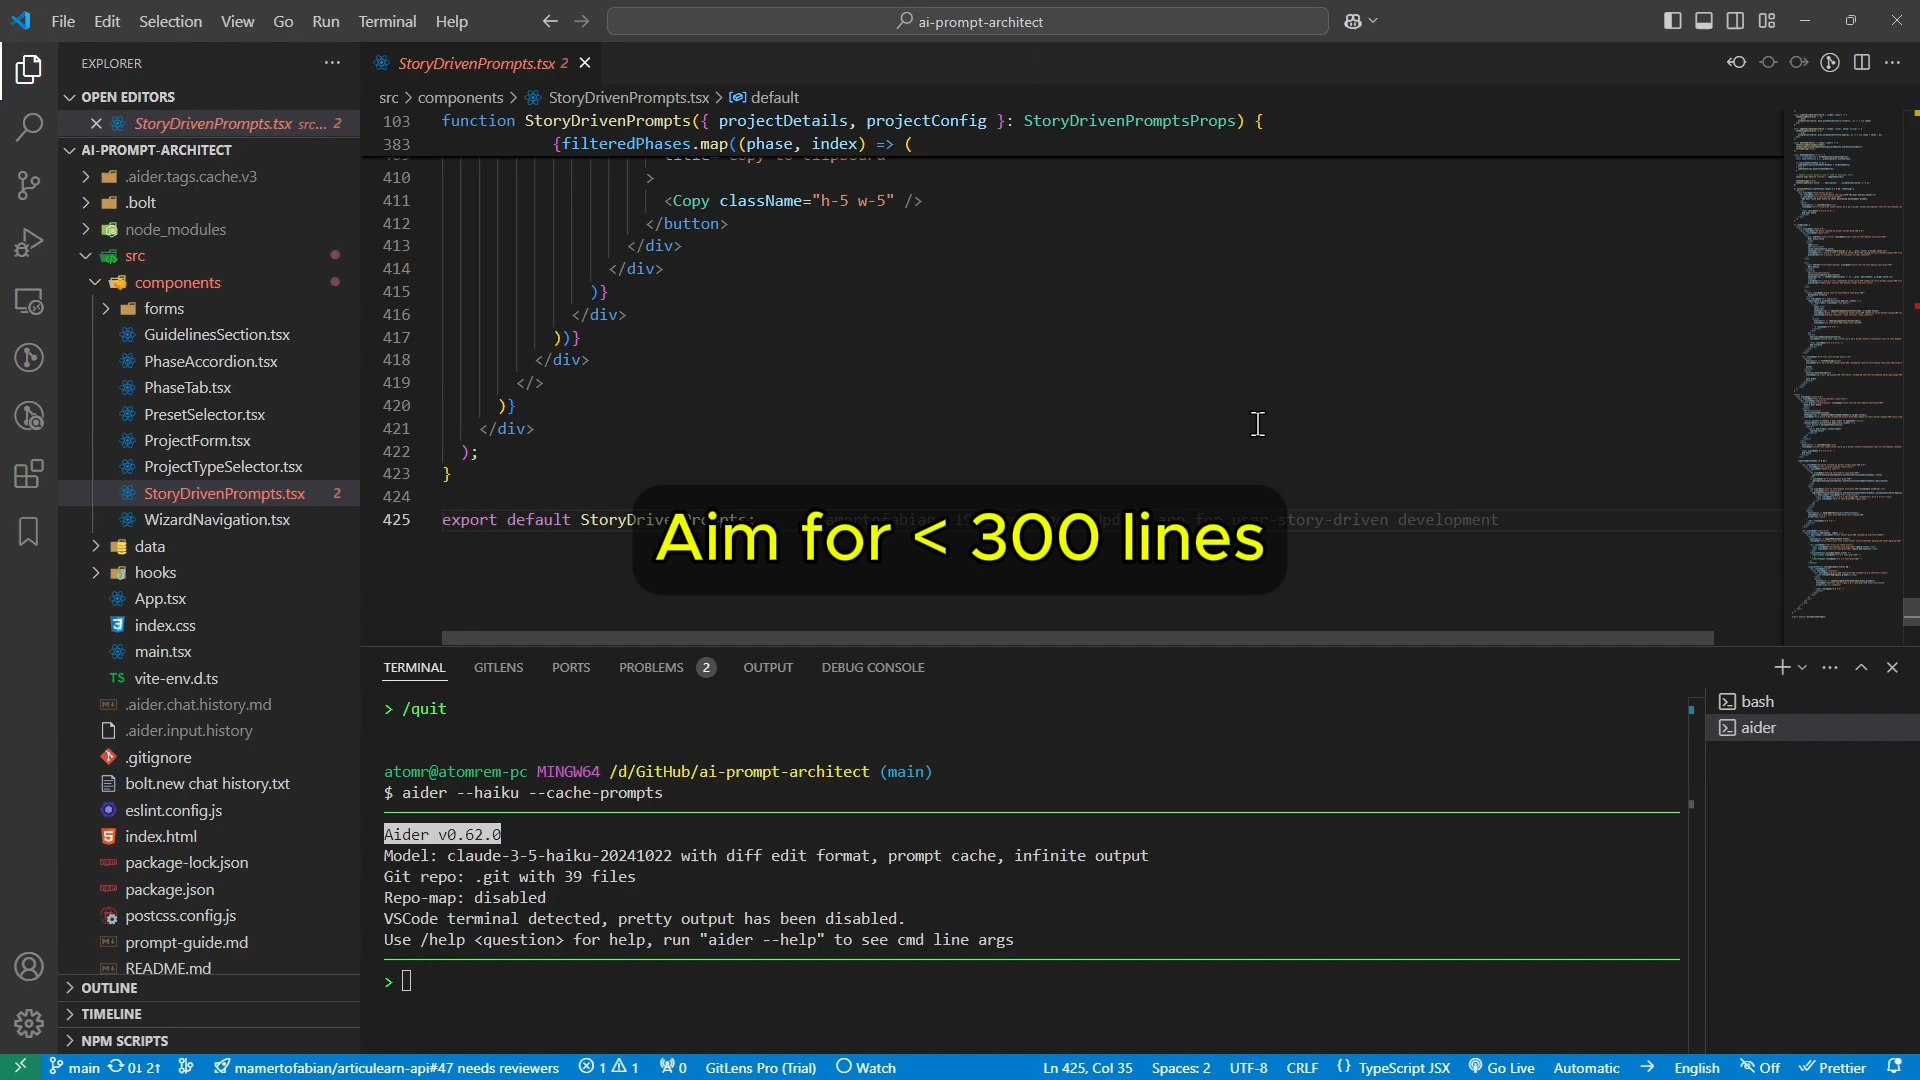 File Edit Selection View Go Run Terminal Help
ai-prompt-architect
EXPLORER
OPEN EDITORS
StoryDrivenPrompts.tsx src... 2
AI-PROMPT-ARCHITECT
.aider.tags.cache.v3
.bolt
node_modules
src
components
forms
GuidelinesSection.tsx
PhaseAccordion.tsx
PhaseTab.tsx
PresetSelector.tsx
ProjectForm.tsx
ProjectTypeSelector.tsx
StoryDrivenPrompts.tsx 2
WizardNavigation.tsx
data
hooks
App.tsx
index.css
main.tsx
TS vite-env.d.ts
.aider.chat.history.md
.aider.input.history
.gitignore
bolt.new chat history.txt
eslint.config.js
index.html
package-lock.json
package.json
postcss.config.js
prompt-guide.md
README.md
OUTLINE
TIMELINE
NPM SCRIPTS
StoryDrivenPrompts.tsx 2
src > components > StoryDrivenPrompts.tsx > default
103 function StoryDrivenPrompts({ projectDetails, projectConfig }: StoryDrivenPromptsProps) {
383 {filteredPhases.map((phase, index) => (
410 >
411 <Copy className="h-5 w-5" />
412 </button>
413 </div>
414 </div>
415 )}
416 </div>
417 ))}
418 </div>
419 </>
420 )}
421 </div>
422 );
423 }
424
425 export default StoryDrivenPrompts;
user-story-driven development
Aim for < 300 lines
TERMINAL GITLENS PORTS PROBLEMS 2 OUTPUT DEBUG CONSOLE
> /quit
atomr@atomrem-pc MINGW64 /d/GitHub/ai-prompt-architect (main)
$ aider --haiku --cache-prompts
Aider v0.62.0
Model: claude-3-5-haiku-20241022 with diff edit format, prompt cache, infinite output
Git repo: .git with 39 files
Repo-map: disabled
VSCode terminal detected, pretty output has been disabled.
Use /help <question> for help, run "aider --help" to see cmd line args
>
bash
aider
main 0↓ 2↑ mamertofabian/articulearn-api#47 needs reviewers 1 1 0 GitLens Pro (Trial) Watch Ln 425, Col 35 Spaces: 2 UTF-8 CRLF {} TypeScript JSX Go Live Automatic English Off Prettier